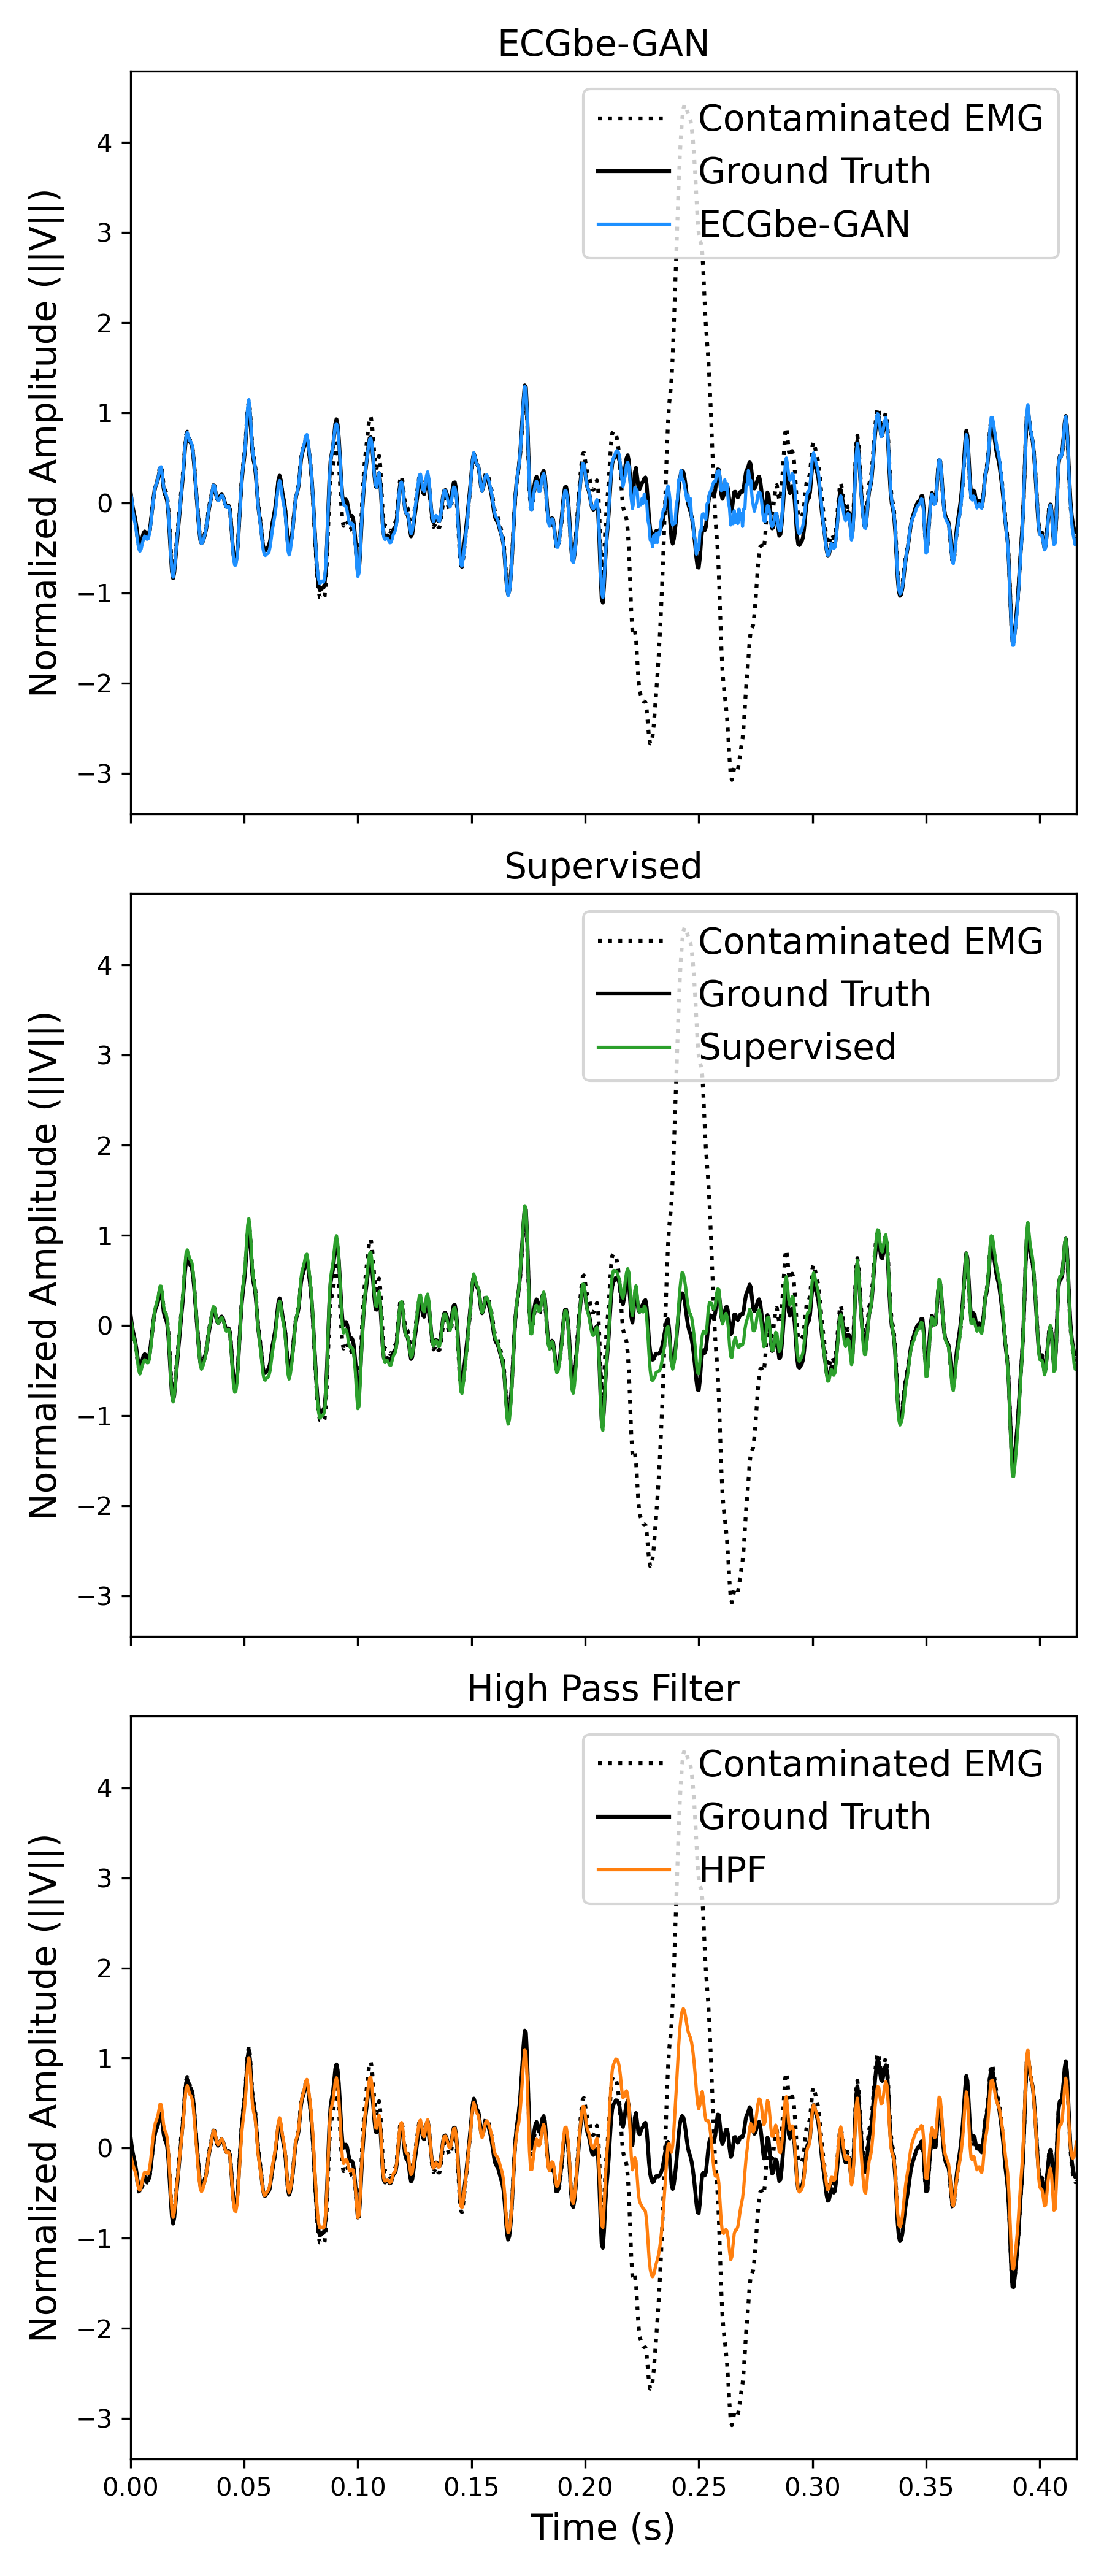 ECGbe-GAN
Normalized Amplitude (||V||)
4
3
2
1
0
−1
−2
−3
Contaminated EMG
Ground Truth
ECGbe-GAN
Supervised
Normalized Amplitude (||V||)
4
3
2
1
0
−1
−2
−3
Contaminated EMG
Ground Truth
Supervised
High Pass Filter
Normalized Amplitude (||V||)
4
3
2
1
0
−1
−2
−3
Contaminated EMG
Ground Truth
HPF
0.00 0.05 0.10 0.15 0.20 0.25 0.30 0.35 0.40
Time (s)